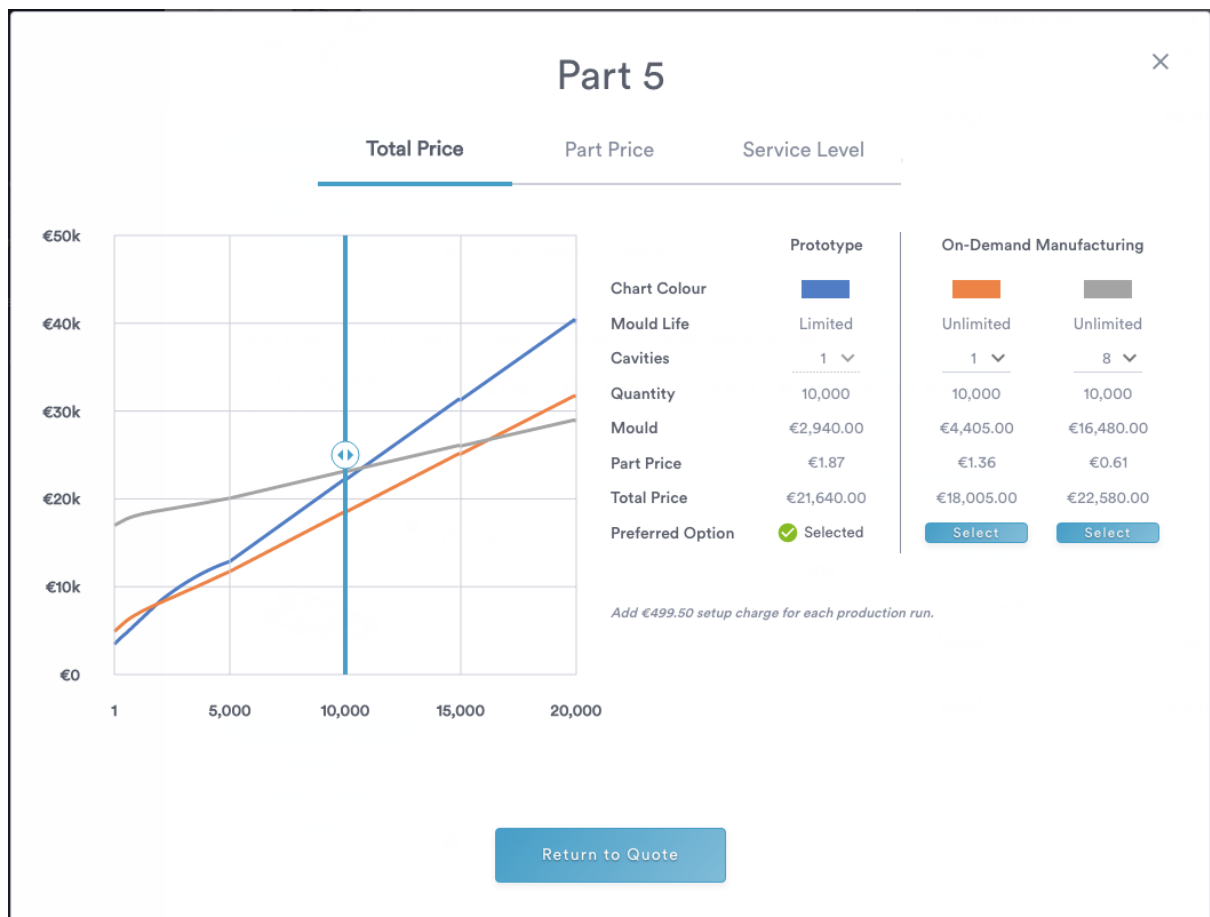 Part 5
Total Price Part Price Service Level
€50k
€40k
€30k
€20k
€10k
€0
1 5,000 10,000 15,000 20,000
Prototype On-Demand Manufacturing
Chart Colour
Mould Life Limited Unlimited Unlimited
Cavities 1 1 8
Quantity 10,000 10,000 10,000
Mould €2,940.00 €4,405.00 €16,480.00
Part Price €1.87 €1.36 €0.61
Total Price €21,640.00 €18,005.00 €22,580.00
Preferred Option Selected Select Select
Add €499.50 setup charge for each production run.
Return to Quote